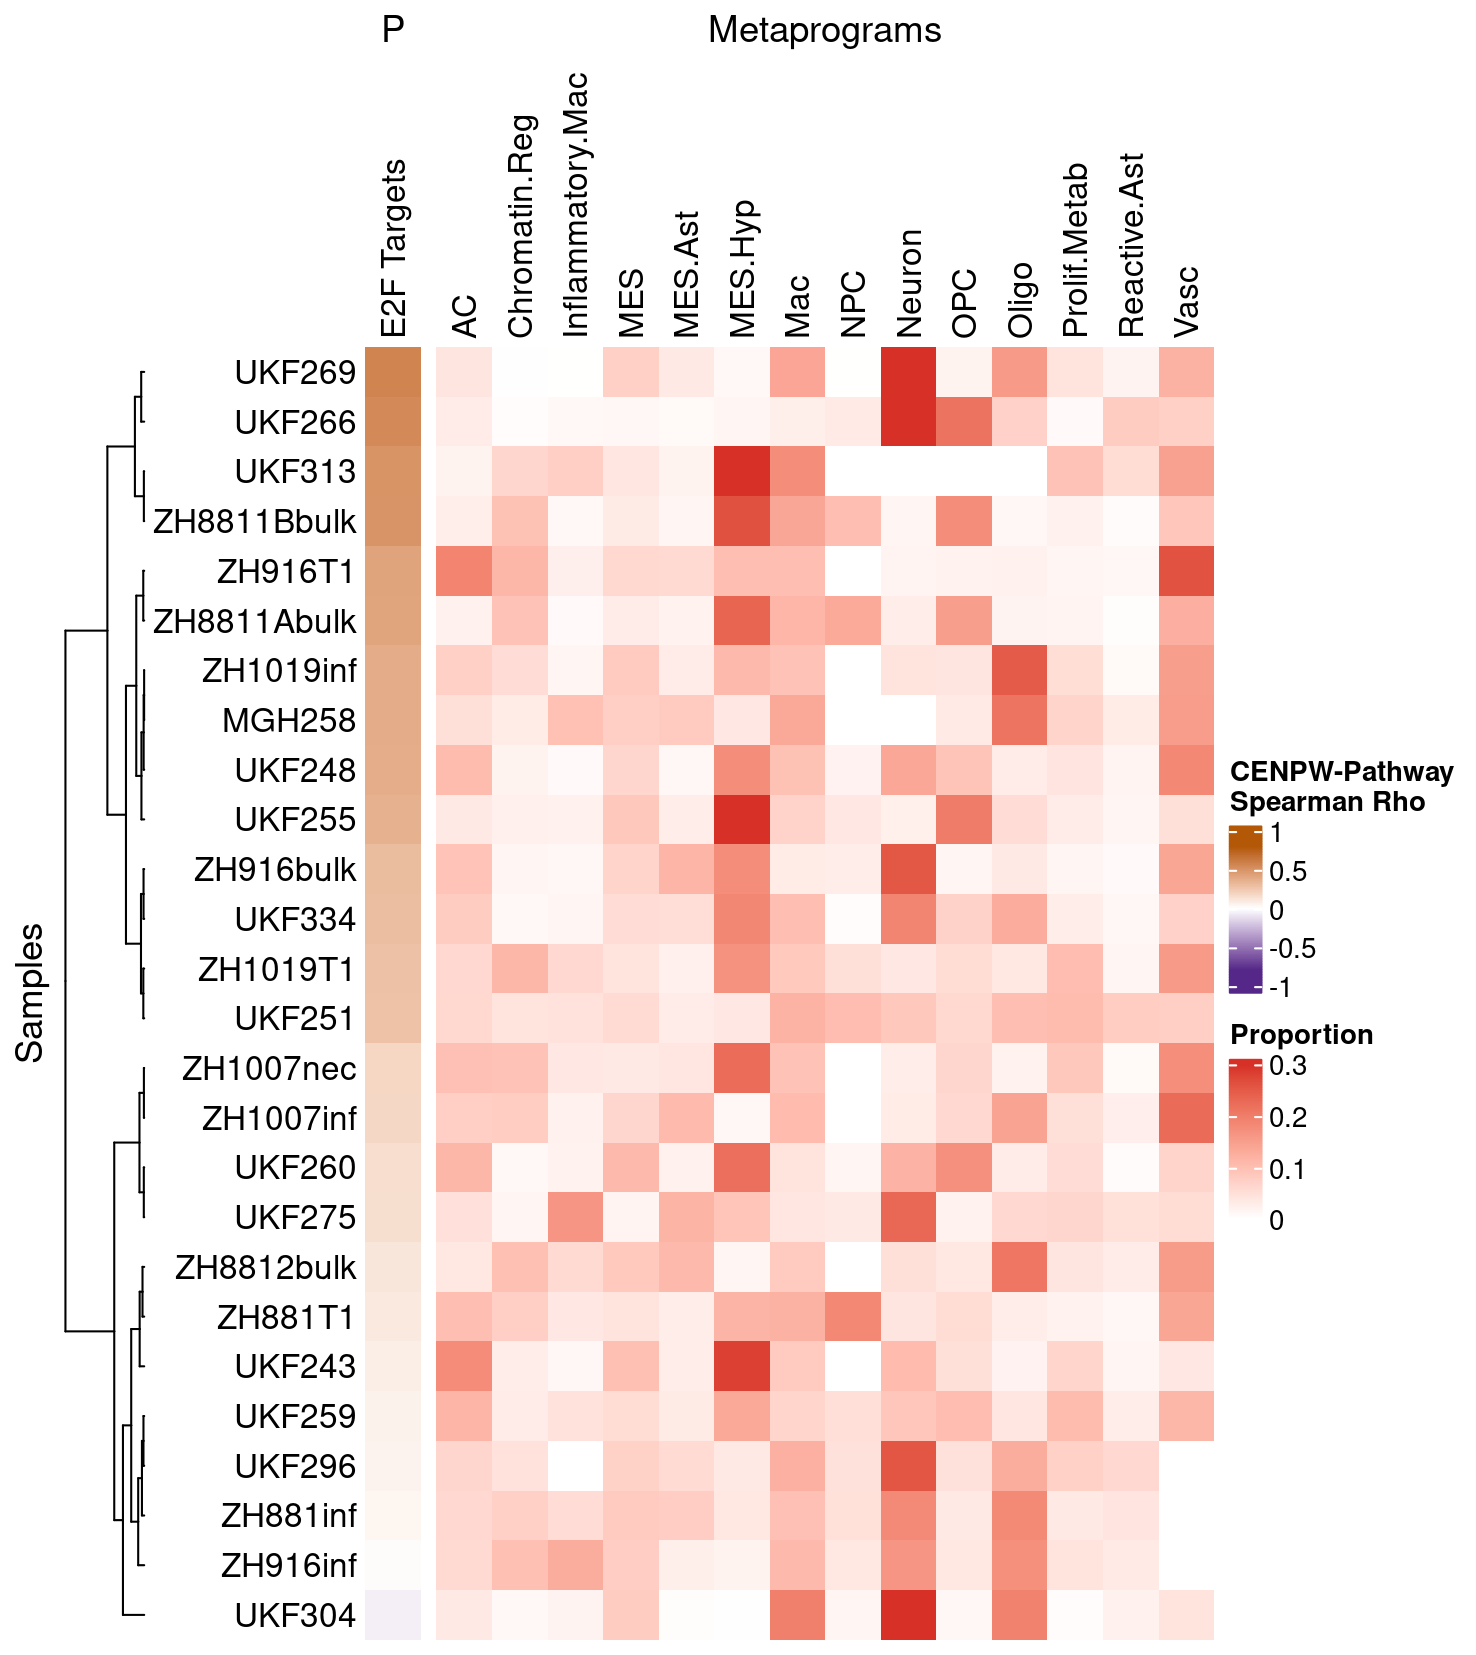 P
Metaprograms
E2F Targets
AC
Chromatin.Reg
Inflammatory.Mac
MES
MES.Ast
MES.Hyp
Mac
NPC
Neuron
OPC
Oligo
Prolif.Metab
Reactive.Ast
Vasc
Samples
UKF269
UKF266
UKF313
ZH8811Bbulk
ZH916T1
ZH8811Abulk
ZH1019inf
MGH258
UKF248
UKF255
ZH916bulk
UKF334
ZH1019T1
UKF251
ZH1007nec
ZH1007inf
UKF260
UKF275
ZH8812bulk
ZH881T1
UKF243
UKF259
UKF296
ZH881inf
ZH916inf
UKF304
CENPW-Pathway
Spearman Rho
1
0.5
0
-0.5
-1
Proportion
0.3
0.2
0.1
0